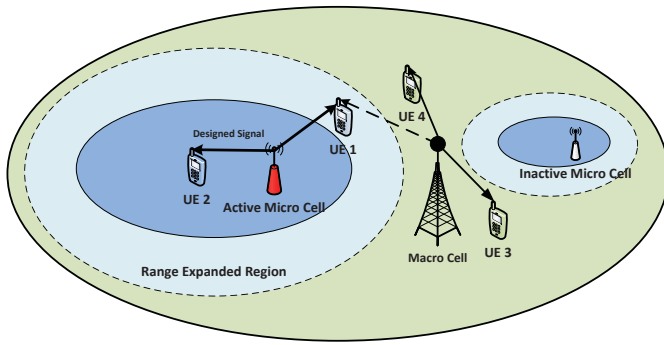 UE 4
Designed Signal
UE 1
Inactive Micro Cell
UE 2
Active Micro Cell
Macro Cell
UE 3
Range Expanded Region